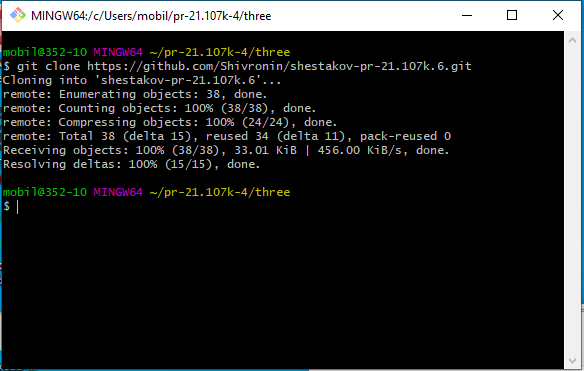 MINGW64:/c/Users/mobil/pr-21.107k-4/three
mobil@352-10 MINGW64 ~/pr-21.107k-4/three
$ git clone https://github.com/Shivronin/shestakov-pr-21.107k.6.git
Cloning into 'shestakov-pr-21.107k.6'...
remote: Enumerating objects: 38, done.
remote: Counting objects: 100% (38/38), done.
remote: Compressing objects: 100% (24/24), done.
remote: Total 38 (delta 15), reused 34 (delta 11), pack-reused 0
Receiving objects: 100% (38/38), 33.01 KiB | 456.00 KiB/s, done.
Resolving deltas: 100% (15/15), done.
mobil@352-10 MINGW64 ~/pr-21.107k-4/three
$